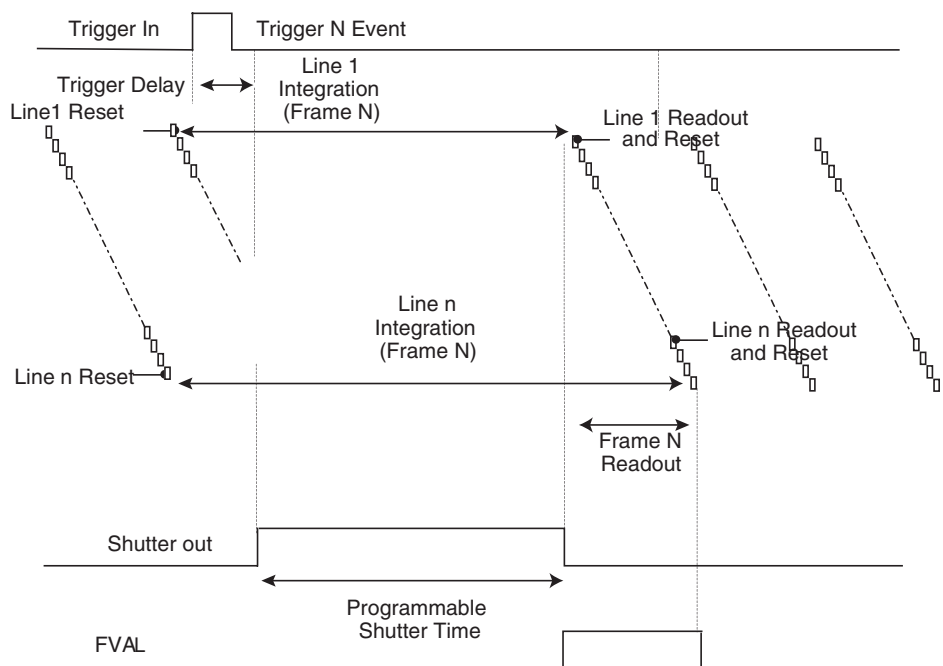 Trigger In
Trigger N Event
Trigger Delay
Line 1
Integration
(Frame N)
Line1 Reset
Line 1 Readout
and Reset
Line n
Integration
(Frame N)
Line n Readout
and Reset
Line n Reset
Frame N
Readout
Shutter out
Programmable
Shutter Time
FVAL